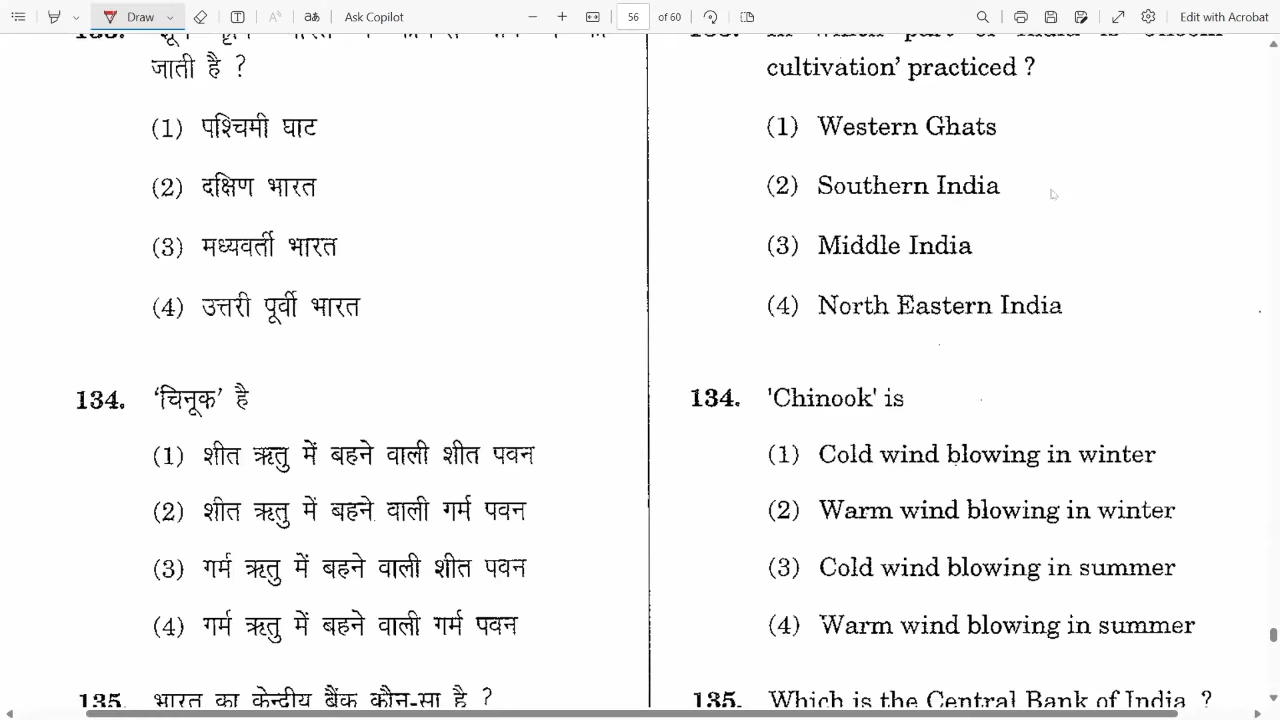 Draw
Ask Copilot
56 of 60
Edit with Acrobat
जाती है ?
(1) पश्चिमी घाट
(2) दक्षिण भारत
(3) मध्यवर्ती भारत
(4) उत्तरी पूर्वी भारत
134. ‘चिनूक’ है
(1) शीत ऋतु में बहने वाली शीत पवन
(2) शीत ऋतु में बहने वाली गर्म पवन
(3) गर्म ऋतु में बहने वाली शीत पवन
(4) गर्म ऋतु में बहने वाली गर्म पवन
135. भारत का केन्द्रीय बैंक कौन-सा है ?
cultivation’ practiced ?
(1) Western Ghats
(2) Southern India
(3) Middle India
(4) North Eastern India
134. 'Chinook' is
(1) Cold wind blowing in winter
(2) Warm wind blowing in winter
(3) Cold wind blowing in summer
(4) Warm wind blowing in summer
135. Which is the Central Bank of India ?